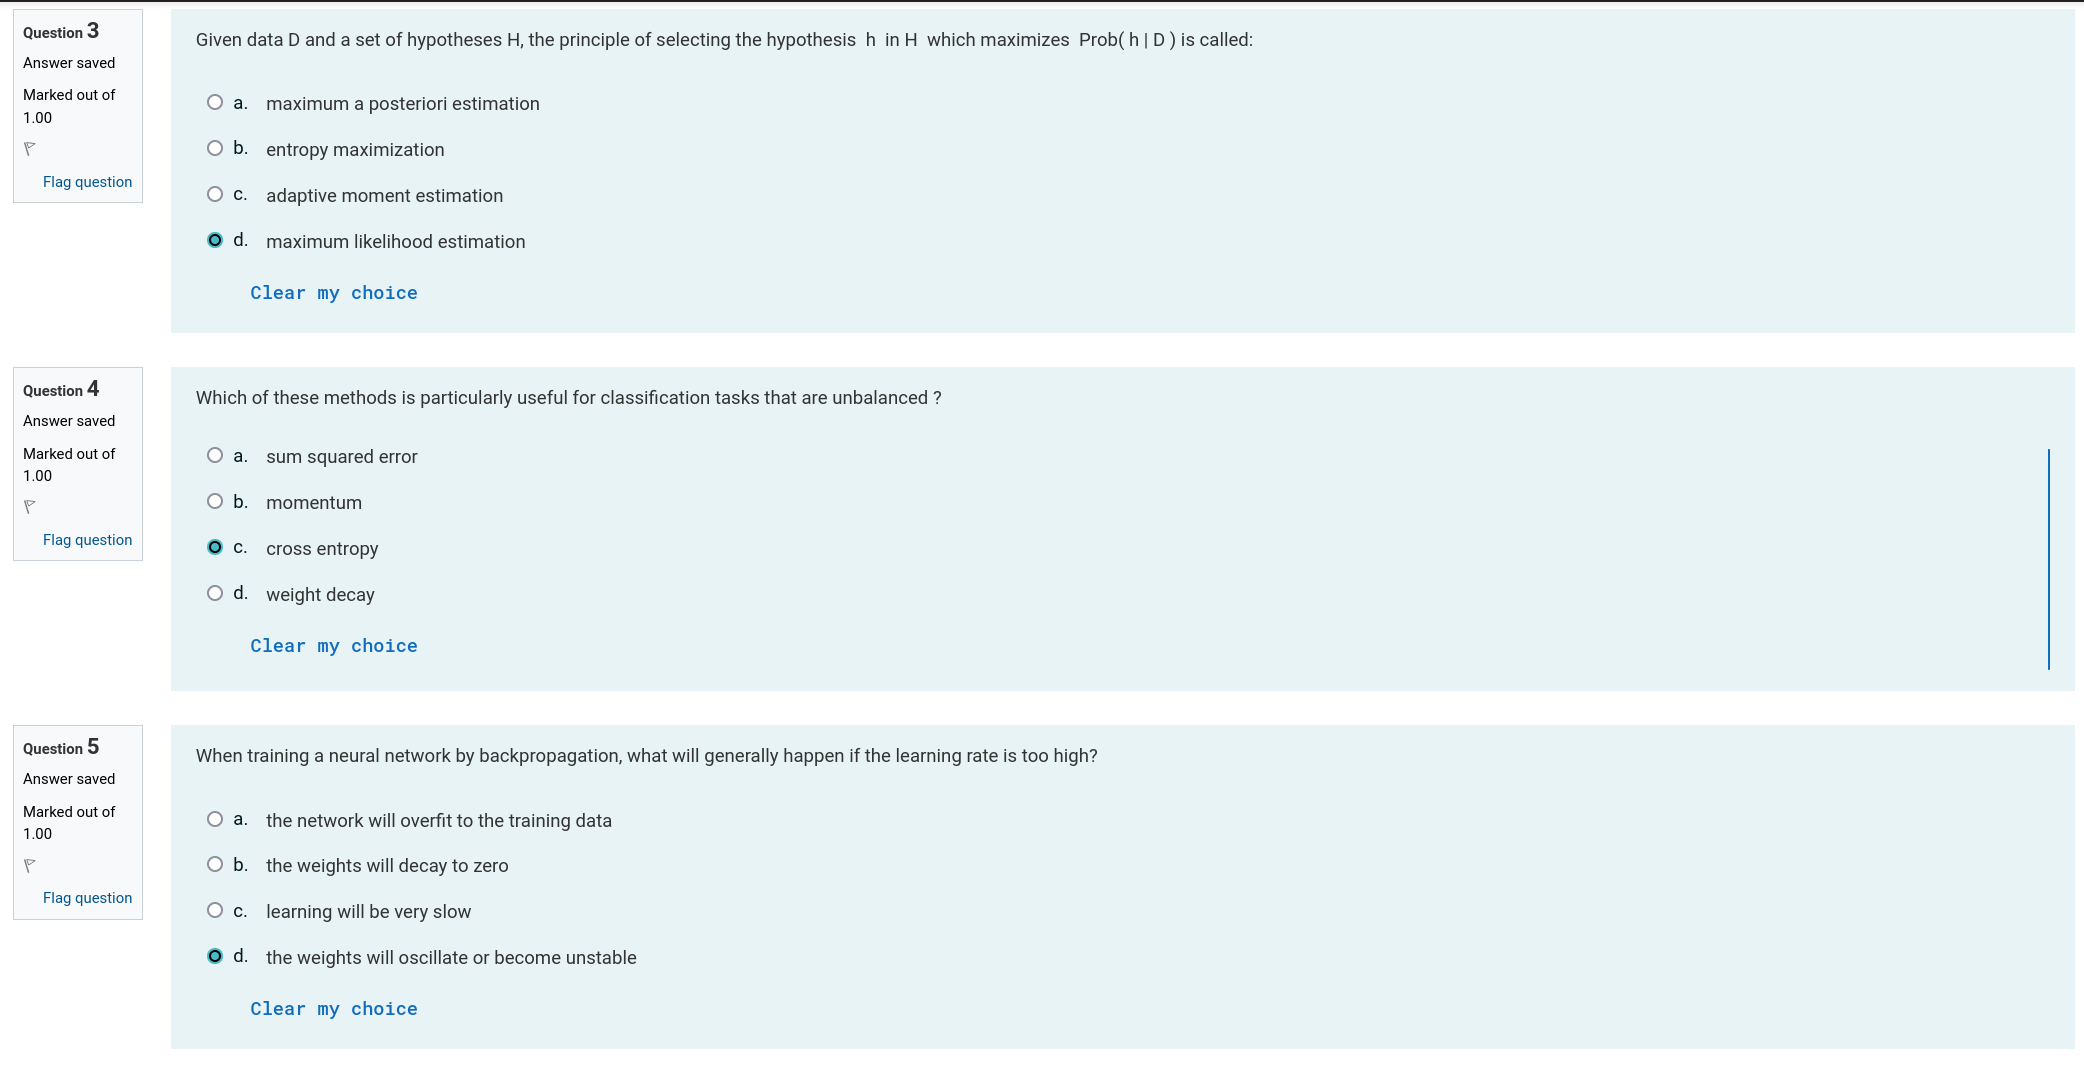 Question 3
Answer saved
Marked out of
1.00
Flag question
Given data D and a set of hypotheses H, the principle of selecting the hypothesis h in H which maximizes Prob( h | D ) is called:
a. maximum a posteriori estimation
b. entropy maximization
c. adaptive moment estimation
d. maximum likelihood estimation
Clear my choice
Question 4
Answer saved
Marked out of
1.00
Flag question
Which of these methods is particularly useful for classification tasks that are unbalanced ?
a. sum squared error
b. momentum
c. cross entropy
d. weight decay
Clear my choice
Question 5
Answer saved
Marked out of
1.00
Flag question
When training a neural network by backpropagation, what will generally happen if the learning rate is too high?
a. the network will overfit to the training data
b. the weights will decay to zero
c. learning will be very slow
d. the weights will oscillate or become unstable
Clear my choice